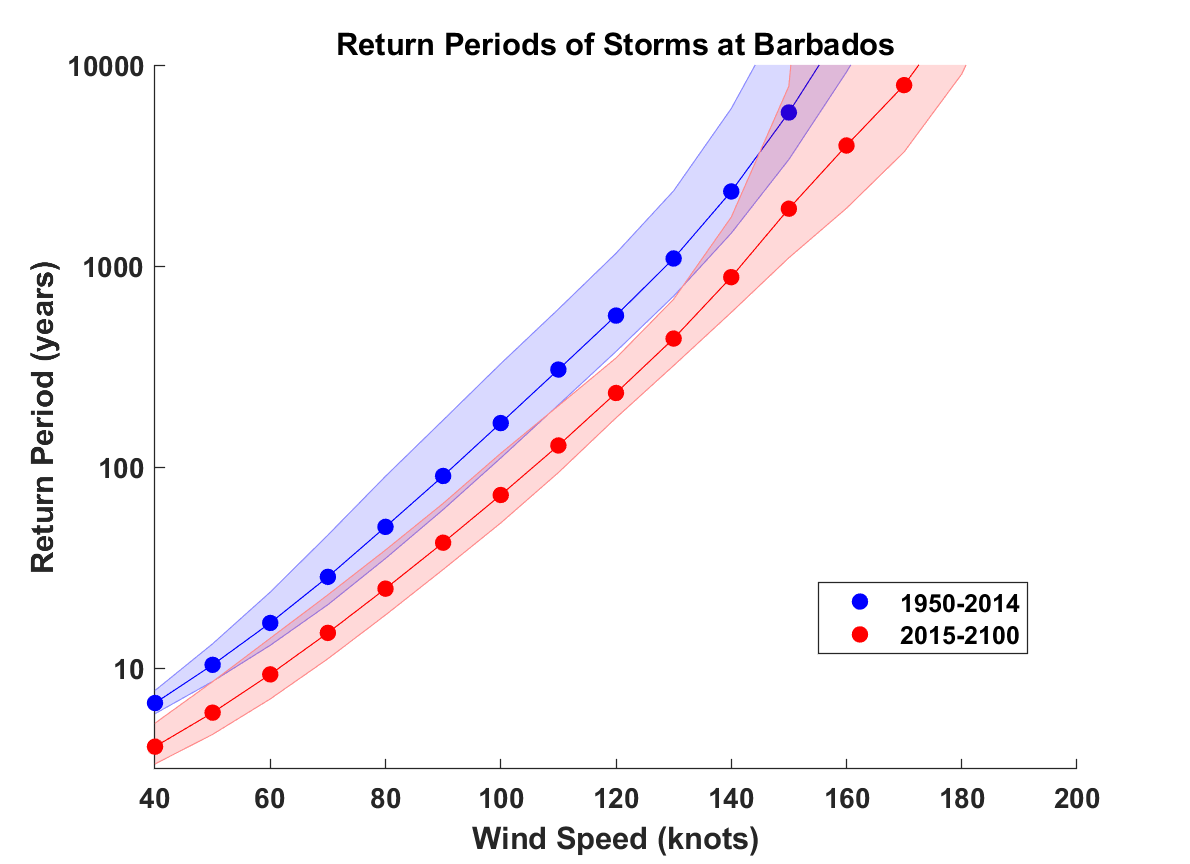 Return Periods of Storms at Barbados
10000
1000
100
10
Return Period (years)
1950-2014
2015-2100
40 60 80 100 120 140 160 180 200
Wind Speed (knots)